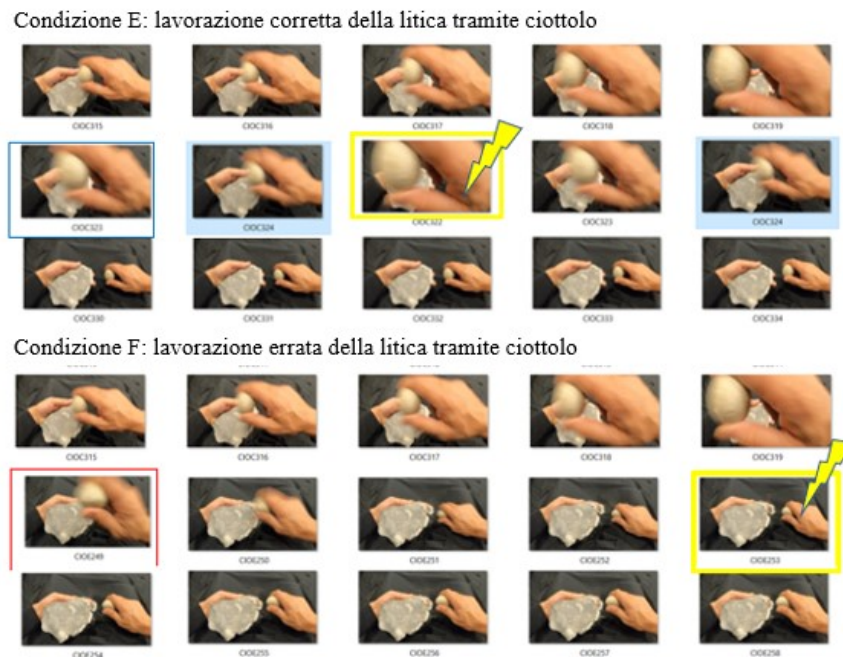 Condizione E: lavorazione corretta della litica tramite ciottolo
CIOC315 CIOC316 CIOC317 CIOC318 CIOC319
CIOC323 CIOC324 CIOC322 CIOC323 CIOC324
CIOC330 CIOC331 CIOC332 CIOC333 CIOC334
Condizione F: lavorazione errata della litica tramite ciottolo
CIOC315 CIOC316 CIOC317 CIOC318 CIOC319
CIOE249 CIOE250 CIOE251 CIOE252 CIOE253
CIOE254 CIOE255 CIOE256 CIOE257 CIOE258